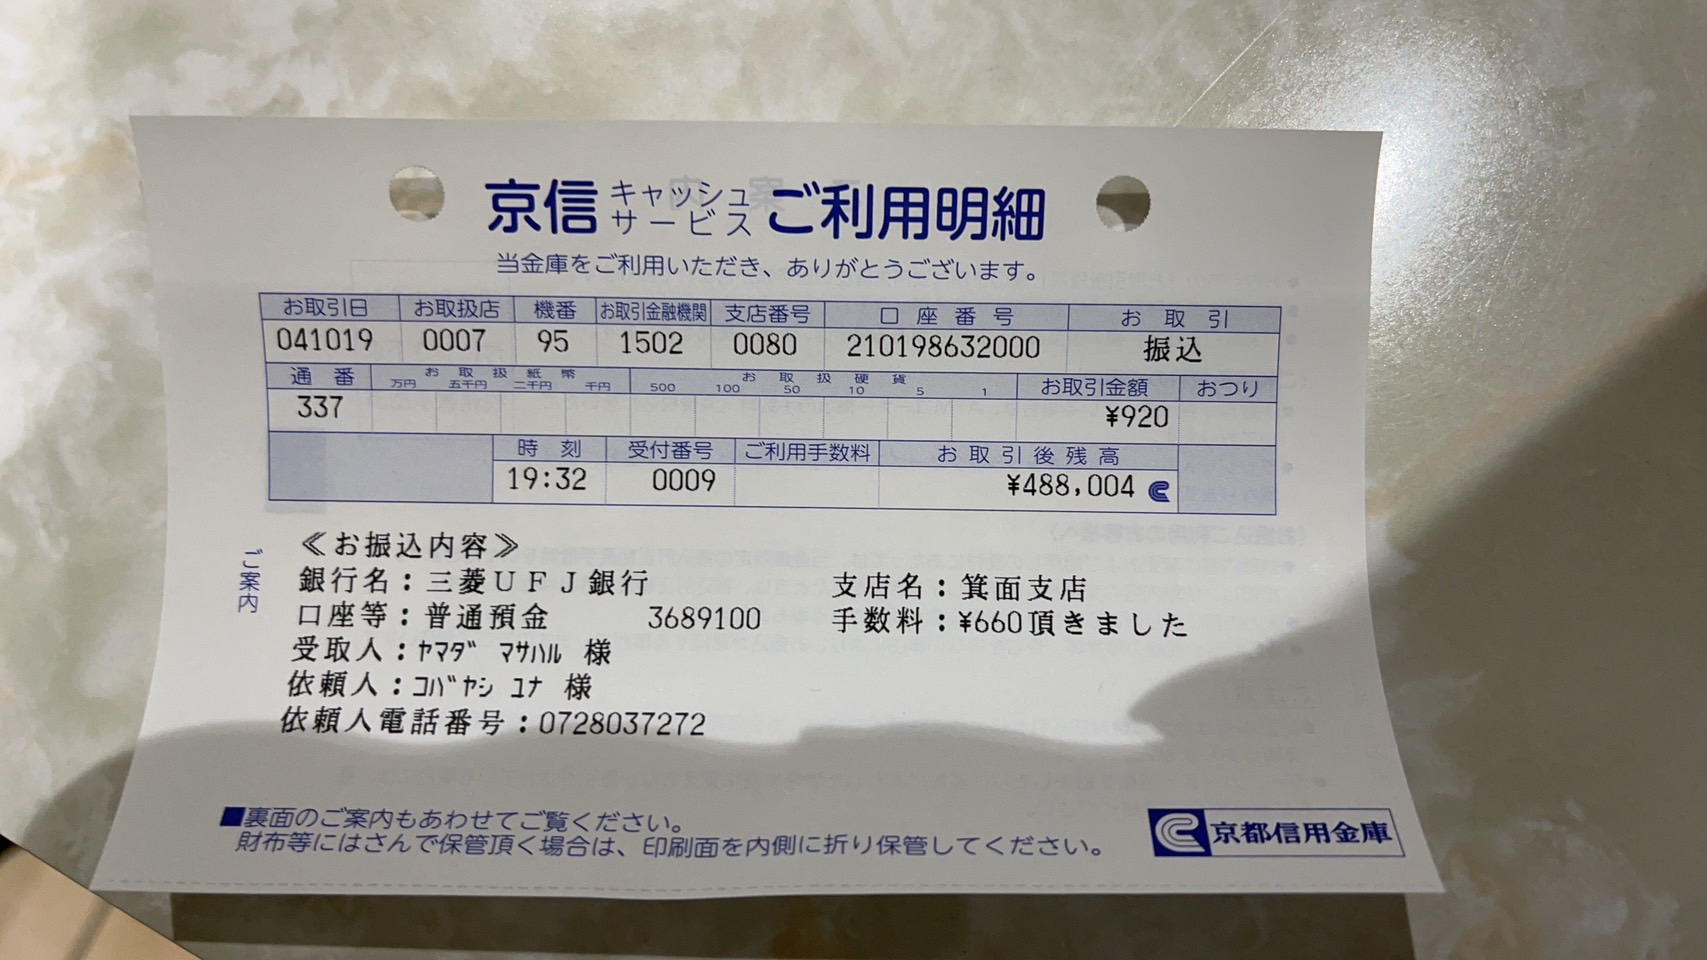 京信 キャッシュサービス ご利用明細
当金庫をご利用いただき、ありがとうございます。
お取引日 お取扱店 機番 お取引金融機関 支店番号 口座番号 お取引
041019 0007 95 1502 0080 210198632000 振込
通番 お取扱紙幣 万円 五千円 二千円 千円 お取扱硬貨 500 100 50 10 5 1 お取引金額 おつり
337 ¥920
時刻 受付番号 ご利用手数料 お取引後残高
19:32 0009 ¥488,004
ご案内
≪お振込内容≫
銀行名：三菱UFJ銀行 支店名：箕面支店
口座等：普通預金 3689100 手数料：¥660頂きました
受取人：ﾔﾏﾀﾞ ﾏｻﾊﾙ 様
依頼人：ｺﾊﾞﾔｼ ﾕﾅ 様
依頼人電話番号：0728037272
■裏面のご案内もあわせてご覧ください。
財布等にはさんで保管頂く場合は、印刷面を内側に折り保管してください。
京都信用金庫